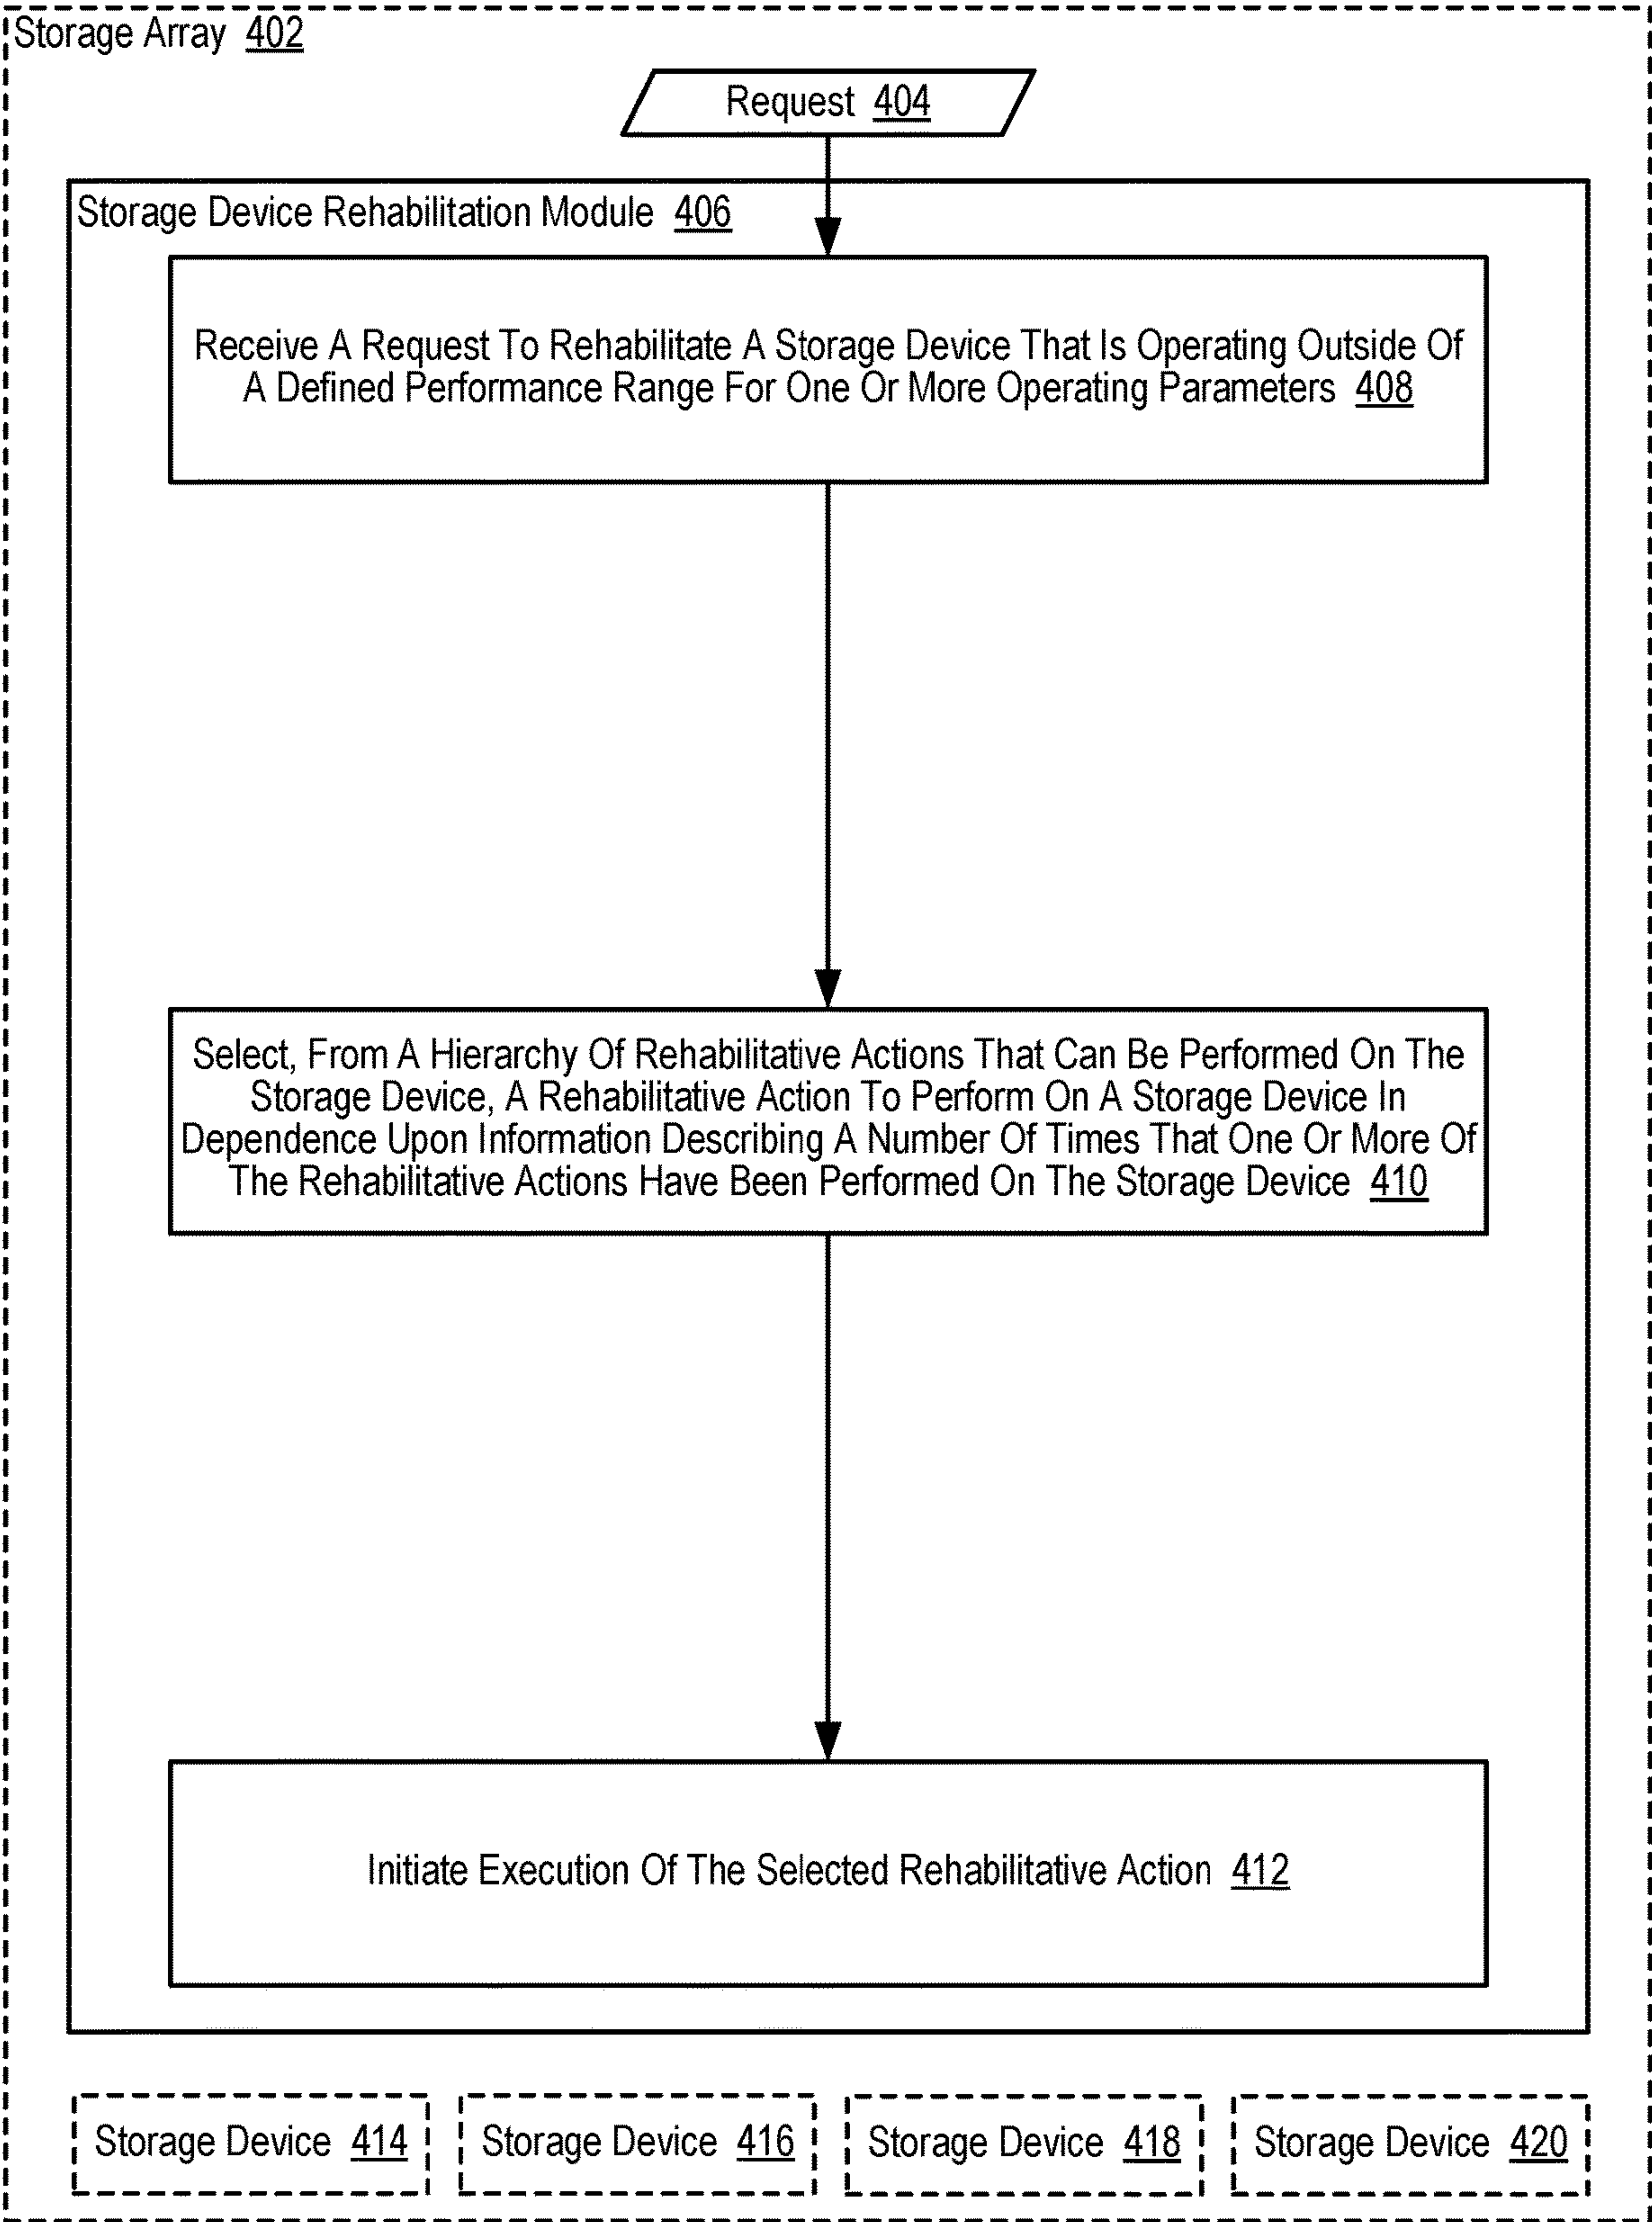 Storage Array 402
Request 404
Storage Device Rehabilitation Module 406
Receive A Request To Rehabilitate A Storage Device That Is Operating Outside Of
A Defined Performance Range For One Or More Operating Parameters 408
Select, From A Hierarchy Of Rehabilitative Actions That Can Be Performed On The
Storage Device, A Rehabilitative Action To Perform On A Storage Device In
Dependence Upon Information Describing A Number Of Times That One Or More Of
The Rehabilitative Actions Have Been Performed On The Storage Device 410
Initiate Execution Of The Selected Rehabilitative Action 412
Storage Device 414
Storage Device 416
Storage Device 418
Storage Device 420